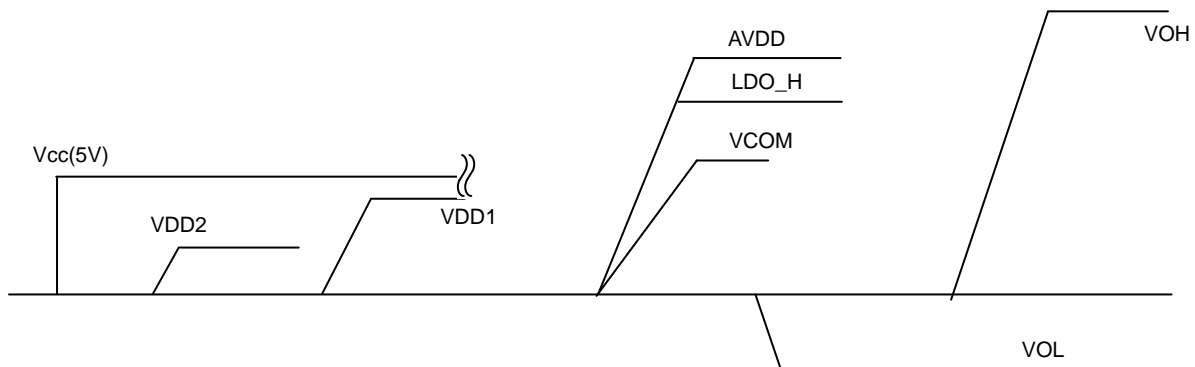 VOH
AVDD
LDO_H
VCOM
Vcc(5V)
VDD1
VDD2
VOL